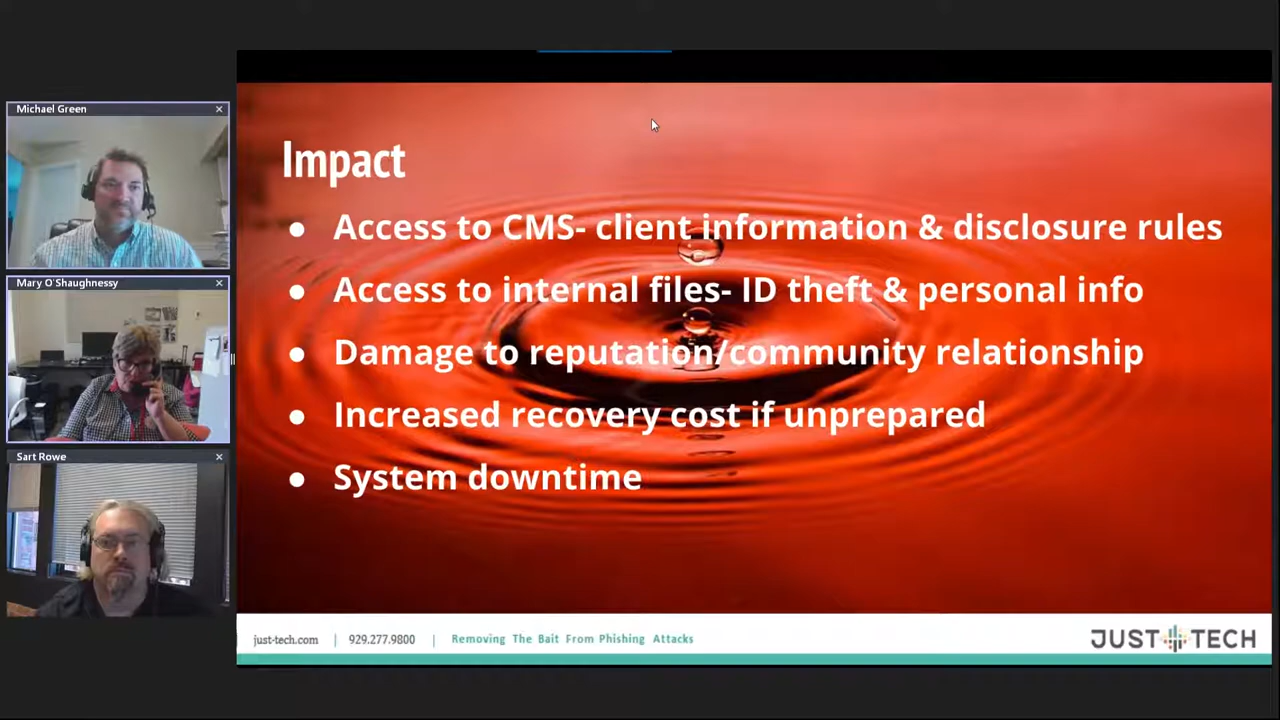 Michael Green
Mary O'Shaughnessy
Sart Rowe
Impact
● Access to CMS- client information & disclosure rules
● Access to internal files- ID theft & personal info
● Damage to reputation/community relationship
● Increased recovery cost if unprepared
● System downtime
just-tech.com | 929.277.9800 | Removing The Bait From Phishing Attacks
JUST TECH